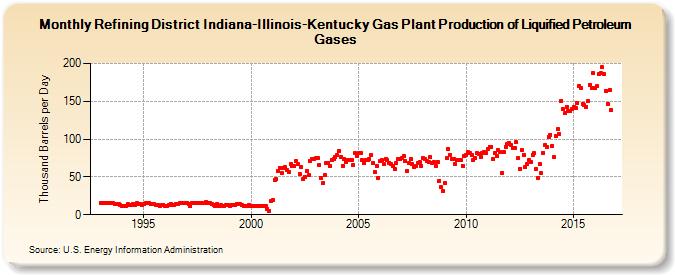 Monthly Refining District Indiana-Illinois-Kentucky Gas Plant Production of Liquified Petroleum
Gases
Thousand Barrels per Day
200
150
100
50
0
1995
2000
2005
2010
2015
Source: U.S. Energy Information Administration